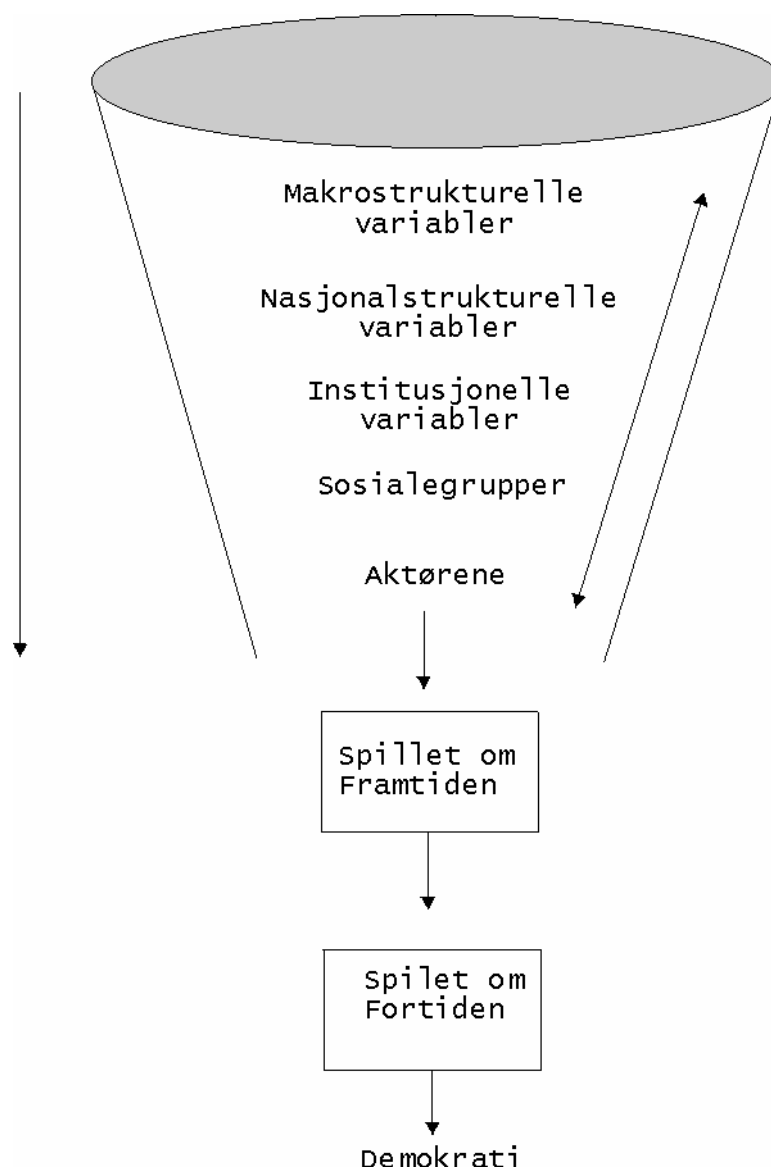 Makrostrukturelle
variabler
Nasjonalstrukturelle
variabler
Institusjonelle
variabler
Sosialegrupper
Aktørene
Spillet om
Framtiden
Spilet om
Fortiden
Demokrati